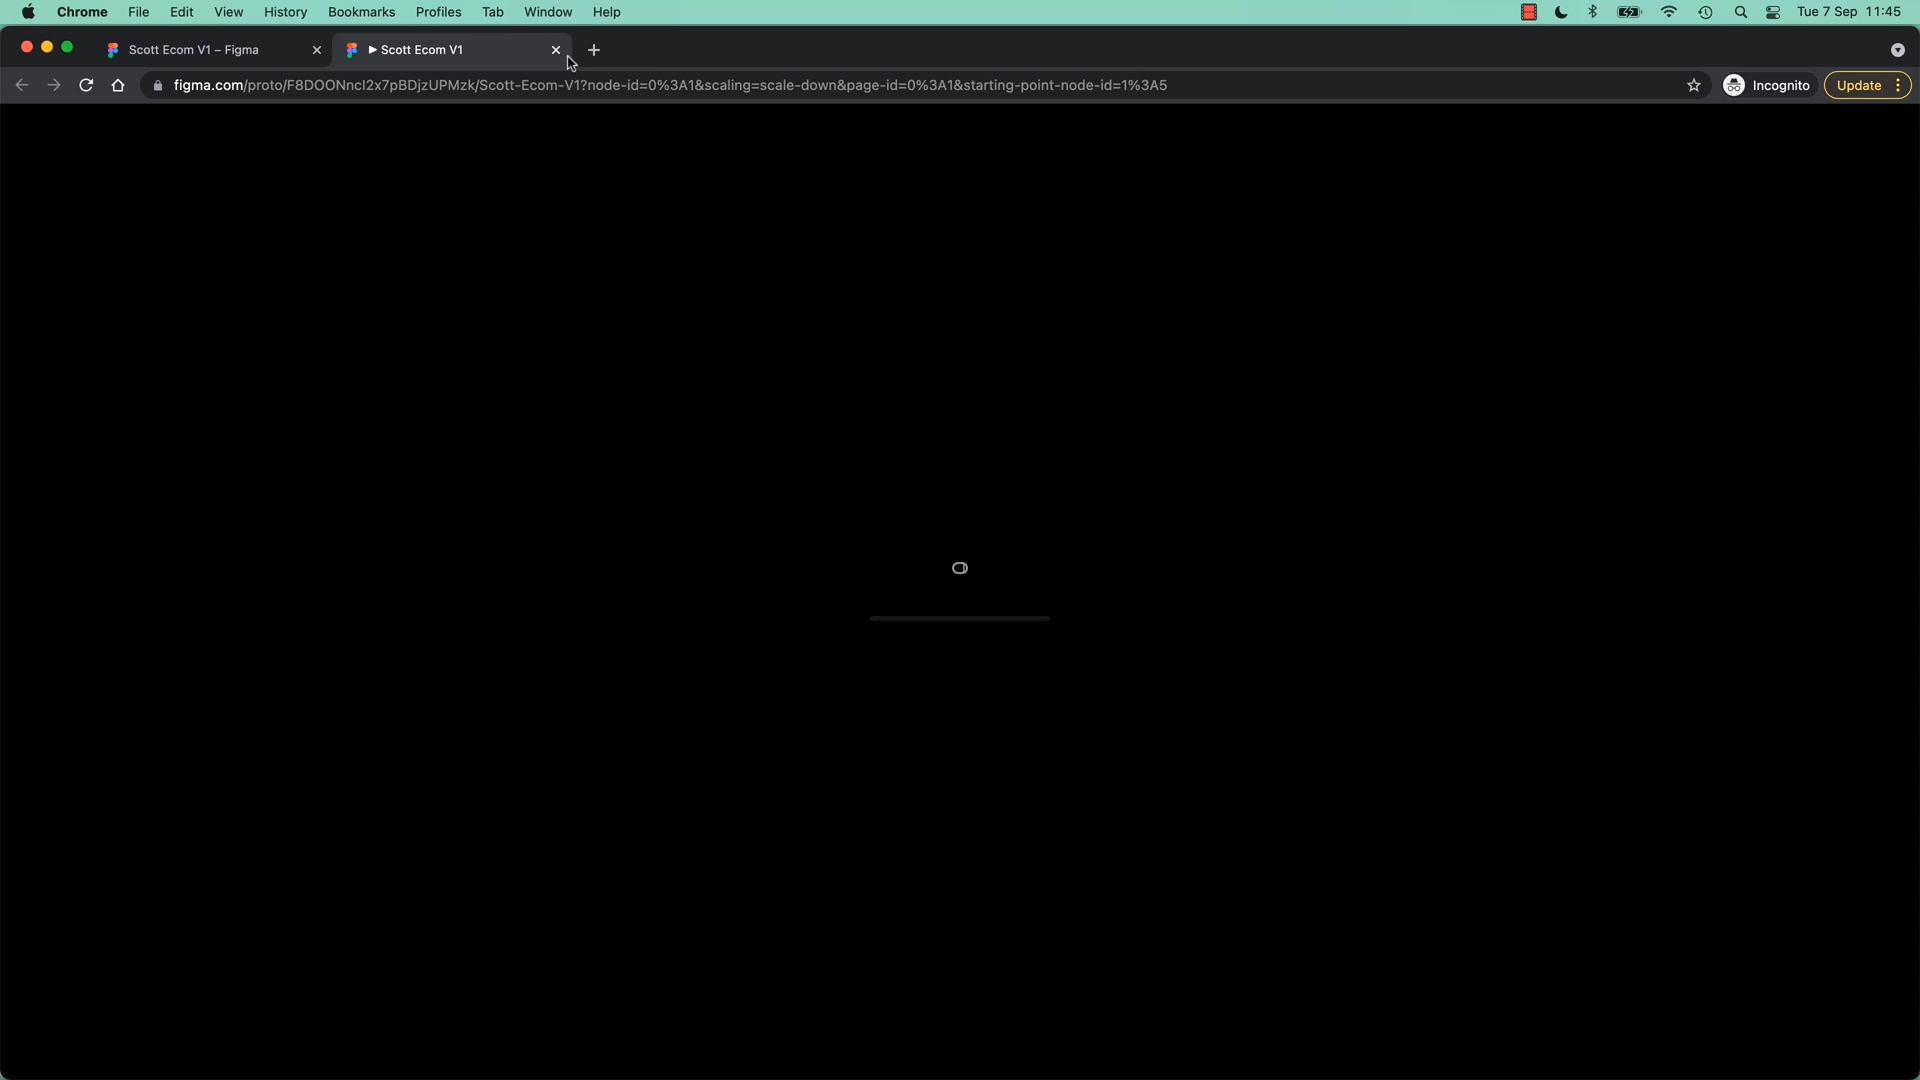 Chrome File Edit View History Bookmarks Profiles Tab Window Help Tue 7 Sep 11:45
Scott Ecom V1 – Figma
Scott Ecom V1
figma.com/proto/F8DOONncI2x7pBDjzUPMzk/Scott-Ecom-V1?node-id=0%3A1&scaling=scale-down&page-id=0%3A1&starting-point-node-id=1%3A5 Incognito Update